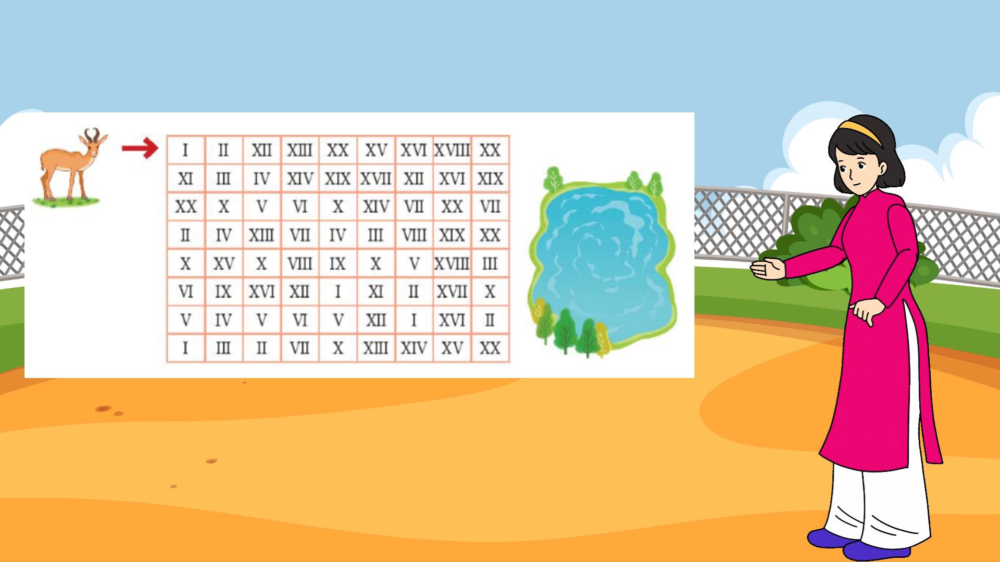 I II XII XIII XX XV XVI XVIII XX
XI III IV XIV XIX XVII XII XVI XIX
XX X V VI X XIV VII XX VII
II IV XIII VII IV III VIII XIX XX
X XV X VIII IX X V XVIII III
VI IX XVI XII I XI II XVII X
V IV V VI V XII I XVI II
I III II VII X XIII XIV XV XX